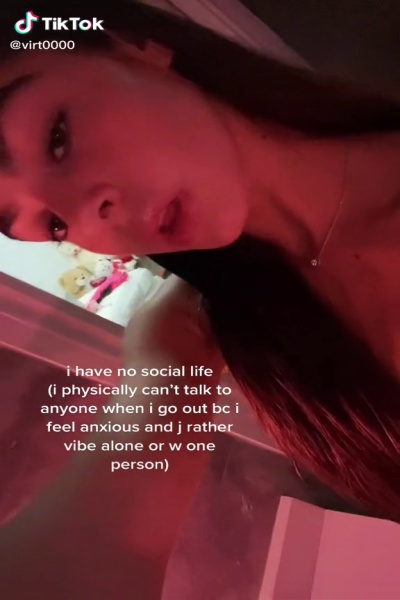 TikTok
@virt0000
i have no social life
(i physically can't talk to
anyone when i go out bc i
feel anxious and j rather
vibe alone or w one
person)